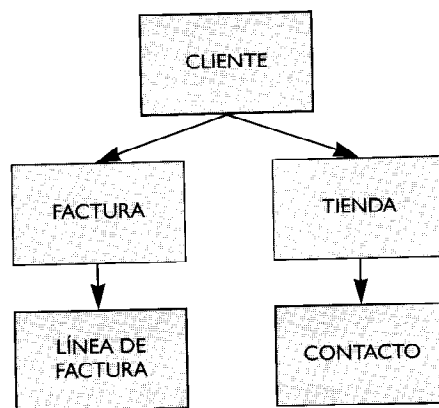 CLIENTE
FACTURA
TIENDA
LÍNEA DE
FACTURA
CONTACTO